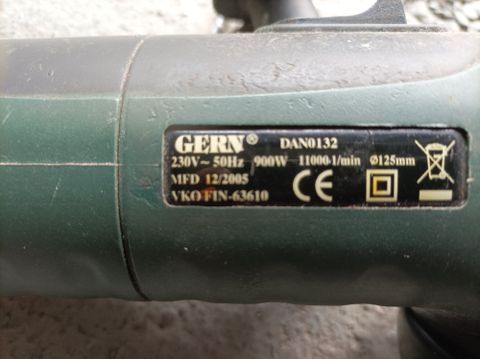 GERN® DAN0132
230V~ 50Hz 900W 11000·1/min Ø125mm
MFD 12/2005
VKO FIN-63610 CE